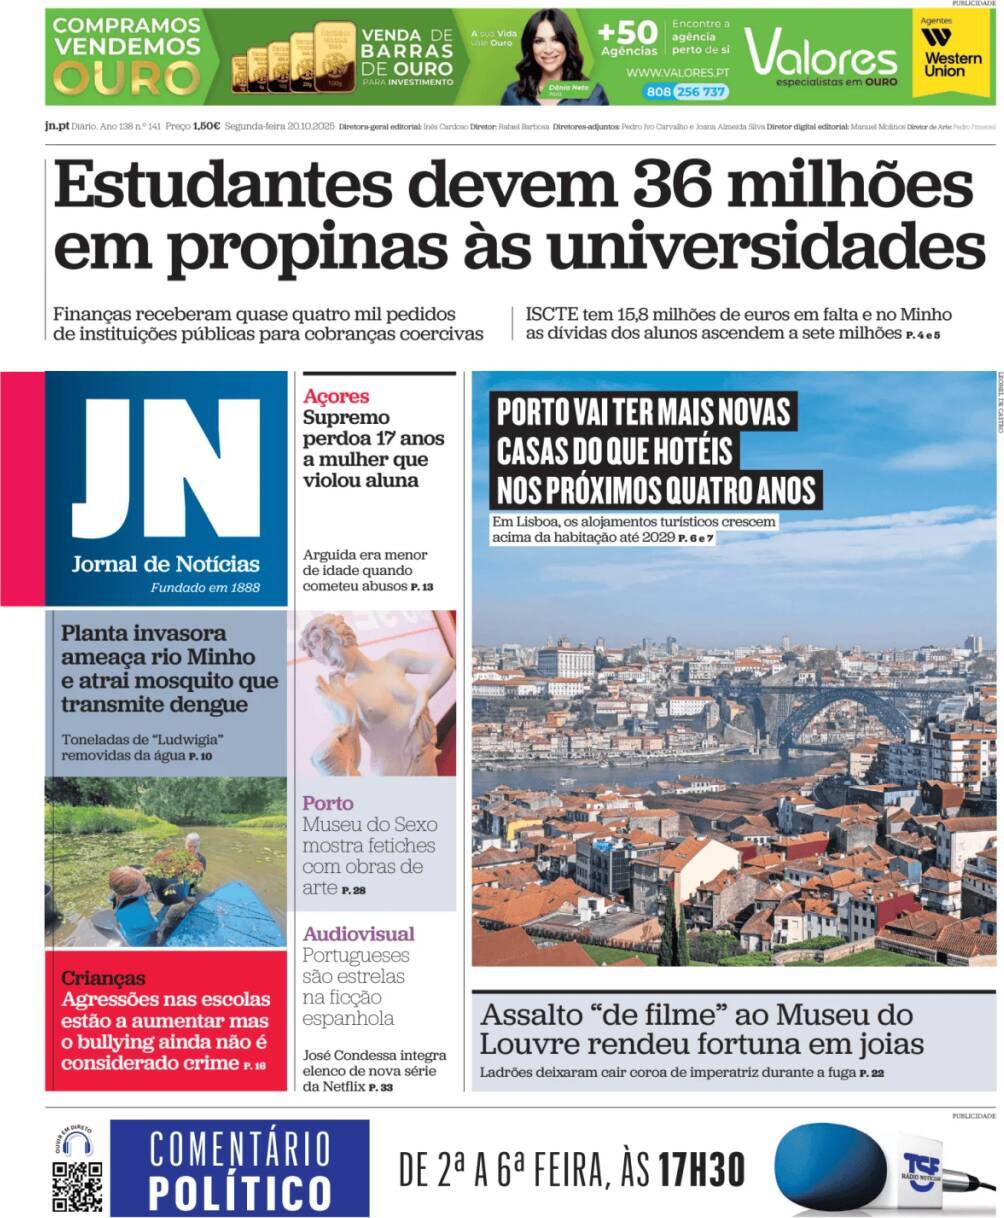 PUBLICIDADE
COMPRAMOS
VENDEMOS
OURO
VENDA DE
BARRAS
DE OURO
PARA INVESTIMENTO
A sua Vida
vale Ouro
Dânia Neto
Atriz
+50
Agências
Encontre a
agência
perto de si
WWW.VALORES.PT
808 256 737
Valores
especialistas em OURO
Agentes
Western
Union
jn.pt Diário. Ano 138 n.º 141 Preço 1,50€ Segunda-feira 20.10.2025 Diretora-geral editorial: Inês Cardoso Diretor: Rafael Barbosa Diretores-adjuntos: Pedro Ivo Carvalho e Joana Almeida Silva Diretor digital editorial: Manuel Molinos Diretor de Arte: Pedro Pimentel
Estudantes devem 36 milhões
em propinas às universidades
Finanças receberam quase quatro mil pedidos
de instituições públicas para cobranças coercivas
ISCTE tem 15,8 milhões de euros em falta e no Minho
as dívidas dos alunos ascendem a sete milhões P. 4 e 5
JN
Jornal de Notícias
Fundado em 1888
Açores
Supremo
perdoa 17 anos
a mulher que
violou aluna
Arguida era menor
de idade quando
cometeu abusos P. 13
LEONEL DE CASTRO
PORTO VAI TER MAIS NOVAS
CASAS DO QUE HOTÉIS
NOS PRÓXIMOS QUATRO ANOS
Em Lisboa, os alojamentos turísticos crescem
acima da habitação até 2029 P. 6 e 7
Planta invasora
ameaça rio Minho
e atrai mosquito que
transmite dengue
Toneladas de “Ludwigia”
removidas da água P. 10
Porto
Museu do Sexo
mostra fetiches
com obras de
arte P. 28
Audiovisual
Portugueses
são estrelas
na ficção
espanhola
José Condessa integra
elenco de nova série
da Netflix P. 33
Crianças
Agressões nas escolas
estão a aumentar mas
o bullying ainda não é
considerado crime P. 16
Assalto “de filme” ao Museu do
Louvre rendeu fortuna em joias
Ladrões deixaram cair coroa de imperatriz durante a fuga P. 22
PUBLICIDADE
OUVIR EM DIRETO
COMENTÁRIO
POLÍTICO
DE 2ª A 6ª FEIRA, ÀS 17H30
TSF
RÁDIO NOTÍCIAS